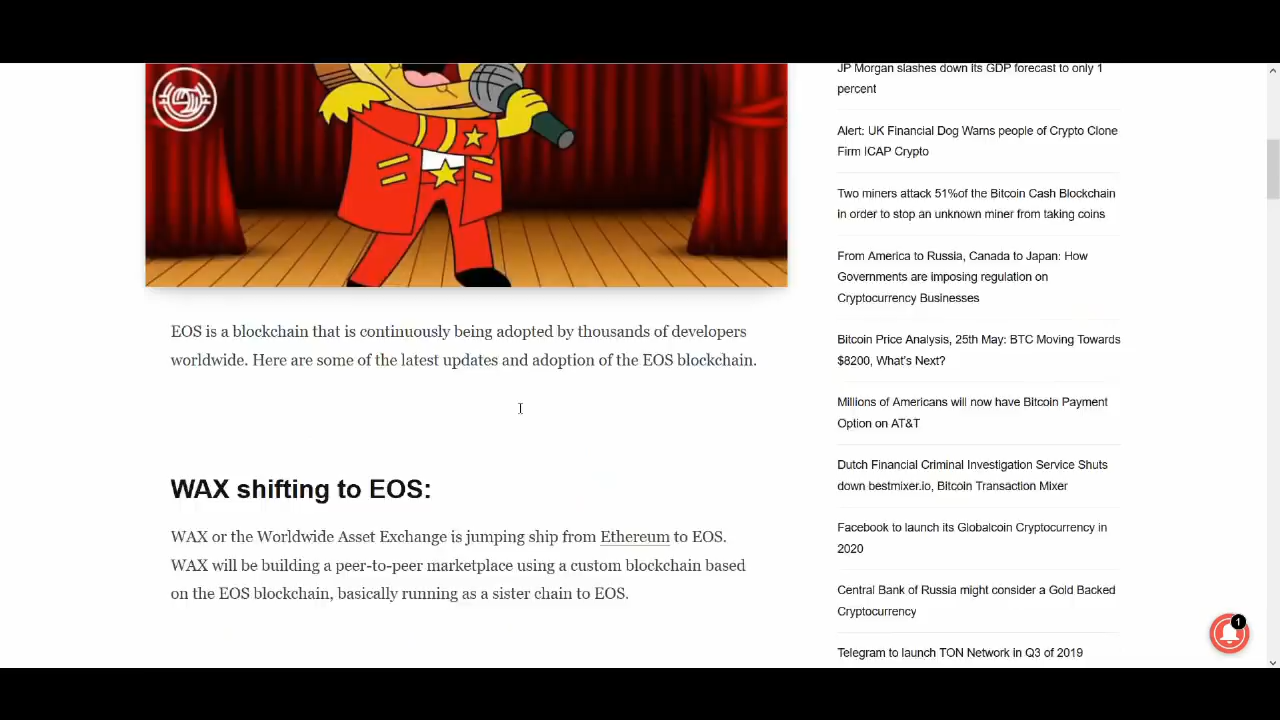 EOS is a blockchain that is continuously being adopted by thousands of developers
worldwide. Here are some of the latest updates and adoption of the EOS blockchain.
WAX shifting to EOS:
WAX or the Worldwide Asset Exchange is jumping ship from Ethereum to EOS.
WAX will be building a peer-to-peer marketplace using a custom blockchain based
on the EOS blockchain, basically running as a sister chain to EOS.
JP Morgan slashes down its GDP forecast to only 1
percent
Alert: UK Financial Dog Warns people of Crypto Clone
Firm ICAP Crypto
Two miners attack 51%of the Bitcoin Cash Blockchain
in order to stop an unknown miner from taking coins
From America to Russia, Canada to Japan: How
Governments are imposing regulation on
Cryptocurrency Businesses
Bitcoin Price Analysis, 25th May: BTC Moving Towards
$8200, What's Next?
Millions of Americans will now have Bitcoin Payment
Option on AT&T
Dutch Financial Criminal Investigation Service Shuts
down bestmixer.io, Bitcoin Transaction Mixer
Facebook to launch its Globalcoin Cryptocurrency in
2020
Central Bank of Russia might consider a Gold Backed
Cryptocurrency
Telegram to launch TON Network in Q3 of 2019
1